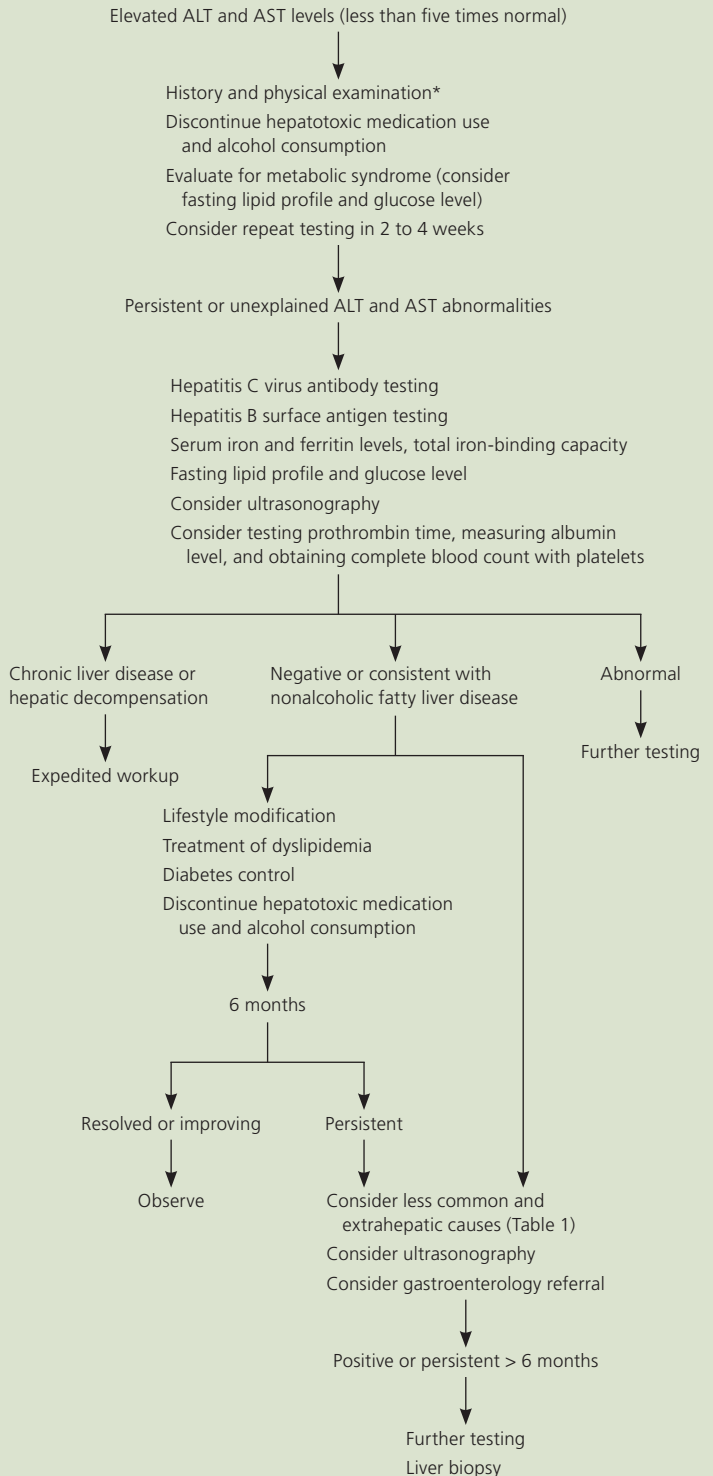 Elevated ALT and AST levels (less than five times normal)
History and physical examination*
Discontinue hepatotoxic medication use
and alcohol consumption
Evaluate for metabolic syndrome (consider
fasting lipid profile and glucose level)
Consider repeat testing in 2 to 4 weeks
Persistent or unexplained ALT and AST abnormalities
Hepatitis C virus antibody testing
Hepatitis B surface antigen testing
Serum iron and ferritin levels, total iron-binding capacity
Fasting lipid profile and glucose level
Consider ultrasonography
Consider testing prothrombin time, measuring albumin
level, and obtaining complete blood count with platelets
Chronic liver disease or
hepatic decompensation
Expedited workup
Negative or consistent with
nonalcoholic fatty liver disease
Abnormal
Further testing
Lifestyle modification
Treatment of dyslipidemia
Diabetes control
Discontinue hepatotoxic medication
use and alcohol consumption
6 months
Resolved or improving
Observe
Persistent
Consider less common and
extrahepatic causes (Table 1)
Consider ultrasonography
Consider gastroenterology referral
Positive or persistent > 6 months
Further testing
Liver biopsy